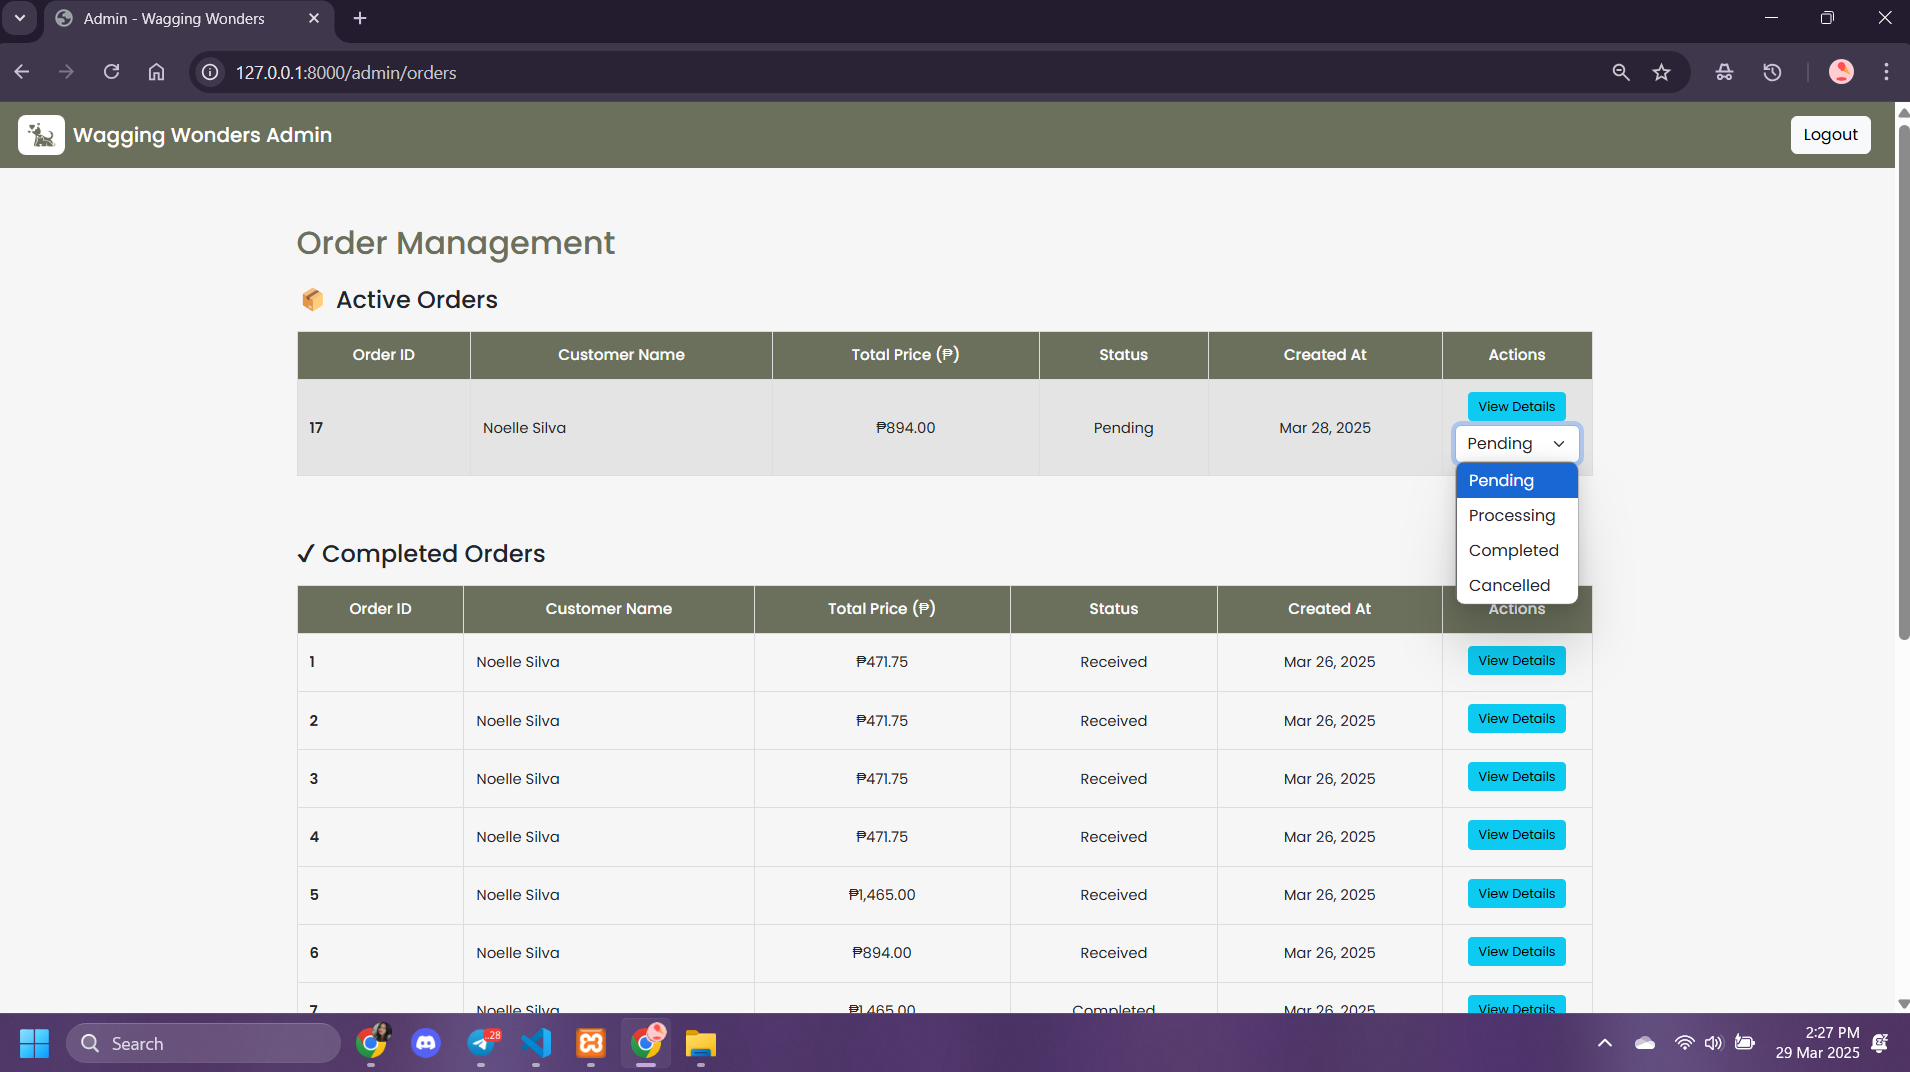 Admin - Wagging Wonders
127.0.0.1:8000/admin/orders
Wagging Wonders Admin
Logout
Order Management
📦 Active Orders
Order ID Customer Name Total Price (₱) Status Created At Actions
View Details
17 Noelle Silva ₱894.00 Pending Mar 28, 2025
Pending
Pending
Processing
Completed
Cancelled
✓ Completed Orders
Order ID Customer Name Total Price (₱) Status Created At Actions
1 Noelle Silva ₱471.75 Received Mar 26, 2025 View Details
2 Noelle Silva ₱471.75 Received Mar 26, 2025 View Details
3 Noelle Silva ₱471.75 Received Mar 26, 2025 View Details
4 Noelle Silva ₱471.75 Received Mar 26, 2025 View Details
5 Noelle Silva ₱1,465.00 Received Mar 26, 2025 View Details
6 Noelle Silva ₱894.00 Received Mar 26, 2025 View Details
7 Noelle Silva ₱1,465.00 Completed Mar 26, 2025 View Details
Search
..28
2:27 PM
29 Mar 2025